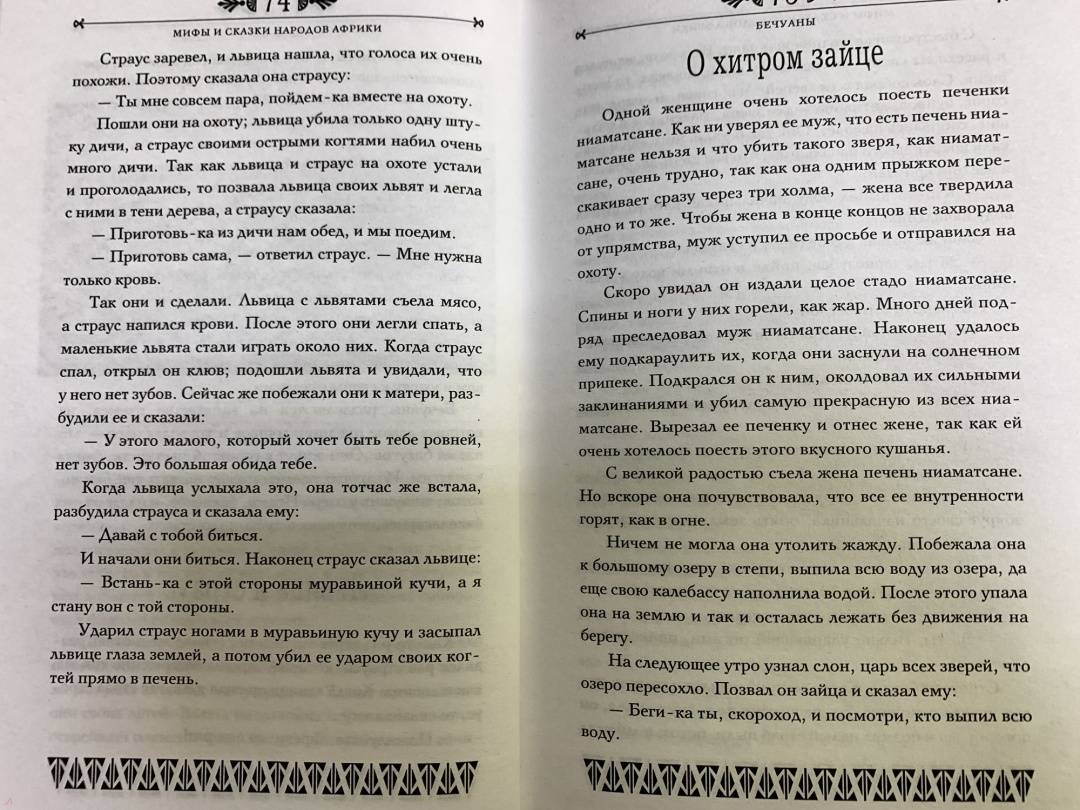 74
МИФЫ И СКАЗКИ НАРОДОВ АФРИКИ
Страус заревел, и львица нашла, что голоса их очень
похожи. Поэтому сказала она страусу:
— Ты мне совсем пара, пойдем-ка вместе на охоту.
Пошли они на охоту; львица убила только одну шту-
ку дичи, а страус своими острыми когтями набил очень
много дичи. Так как львица и страус на охоте устали
и проголодались, то позвала львица своих львят и легла
с ними в тени дерева, а страусу сказала:
— Приготовь-ка из дичи нам обед, и мы поедим.
— Приготовь сама, — ответил страус. — Мне нужна
только кровь.
Так они и сделали. Львица с львятами съела мясо,
а страус напился крови. После этого они легли спать, а
маленькие львята стали играть около них. Когда страус
спал, открыл он клюв; подошли львята и увидали, что
у него нет зубов. Сейчас же побежали они к матери, раз-
будили ее и сказали:
— У этого малого, который хочет быть тебе ровней,
нет зубов. Это большая обида тебе.
Когда львица услыхала это, она тотчас же встала,
разбудила страуса и сказала ему:
— Давай с тобой биться.
И начали они биться. Наконец страус сказал львице:
— Встань-ка с этой стороны муравьиной кучи, а я
стану вон с той стороны.
Ударил страус ногами в муравьиную кучу и засыпал
львице глаза землей, а потом убил ее ударом своих ког-
тей прямо в печень.
БЕЧУАНЫ
О хитром зайце
Одной женщине очень хотелось поесть печенки
ниаматсане. Как ни уверял ее муж, что есть печень ниа-
матсане нельзя и что убить такого зверя, как ниамат-
сане, очень трудно, так как она одним прыжком пере-
скакивает сразу через три холма, — жена все твердила
одно и то же. Чтобы жена в конце концов не захворала
от упрямства, муж уступил ее просьбе и отправился на
охоту.
Скоро увидал он издали целое стадо ниаматсане.
Спины и ноги у них горели, как жар. Много дней под-
ряд преследовал муж ниаматсане. Наконец удалось
ему подкараулить их, когда они заснули на солнечном
припеке. Подкрался он к ним, околдовал их сильными
заклинаниями и убил самую прекрасную из всех ниа-
матсане. Вырезал ее печенку и отнес жене, так как ей
очень хотелось поесть этого вкусного кушанья.
С великой радостью съела жена печень ниаматсане.
Но вскоре она почувствовала, что все ее внутренности
горят, как в огне.
Ничем не могла она утолить жажду. Побежала она
к большому озеру в степи, выпила всю воду из озера, да
еще свою калебассу наполнила водой. После этого упала
она на землю и так и осталась лежать без движения на
берегу.
На следующее утро узнал слон, царь всех зверей, что
озеро пересохло. Позвал он зайца и сказал ему:
— Беги-ка ты, скороход, и посмотри, кто выпил всю
воду.